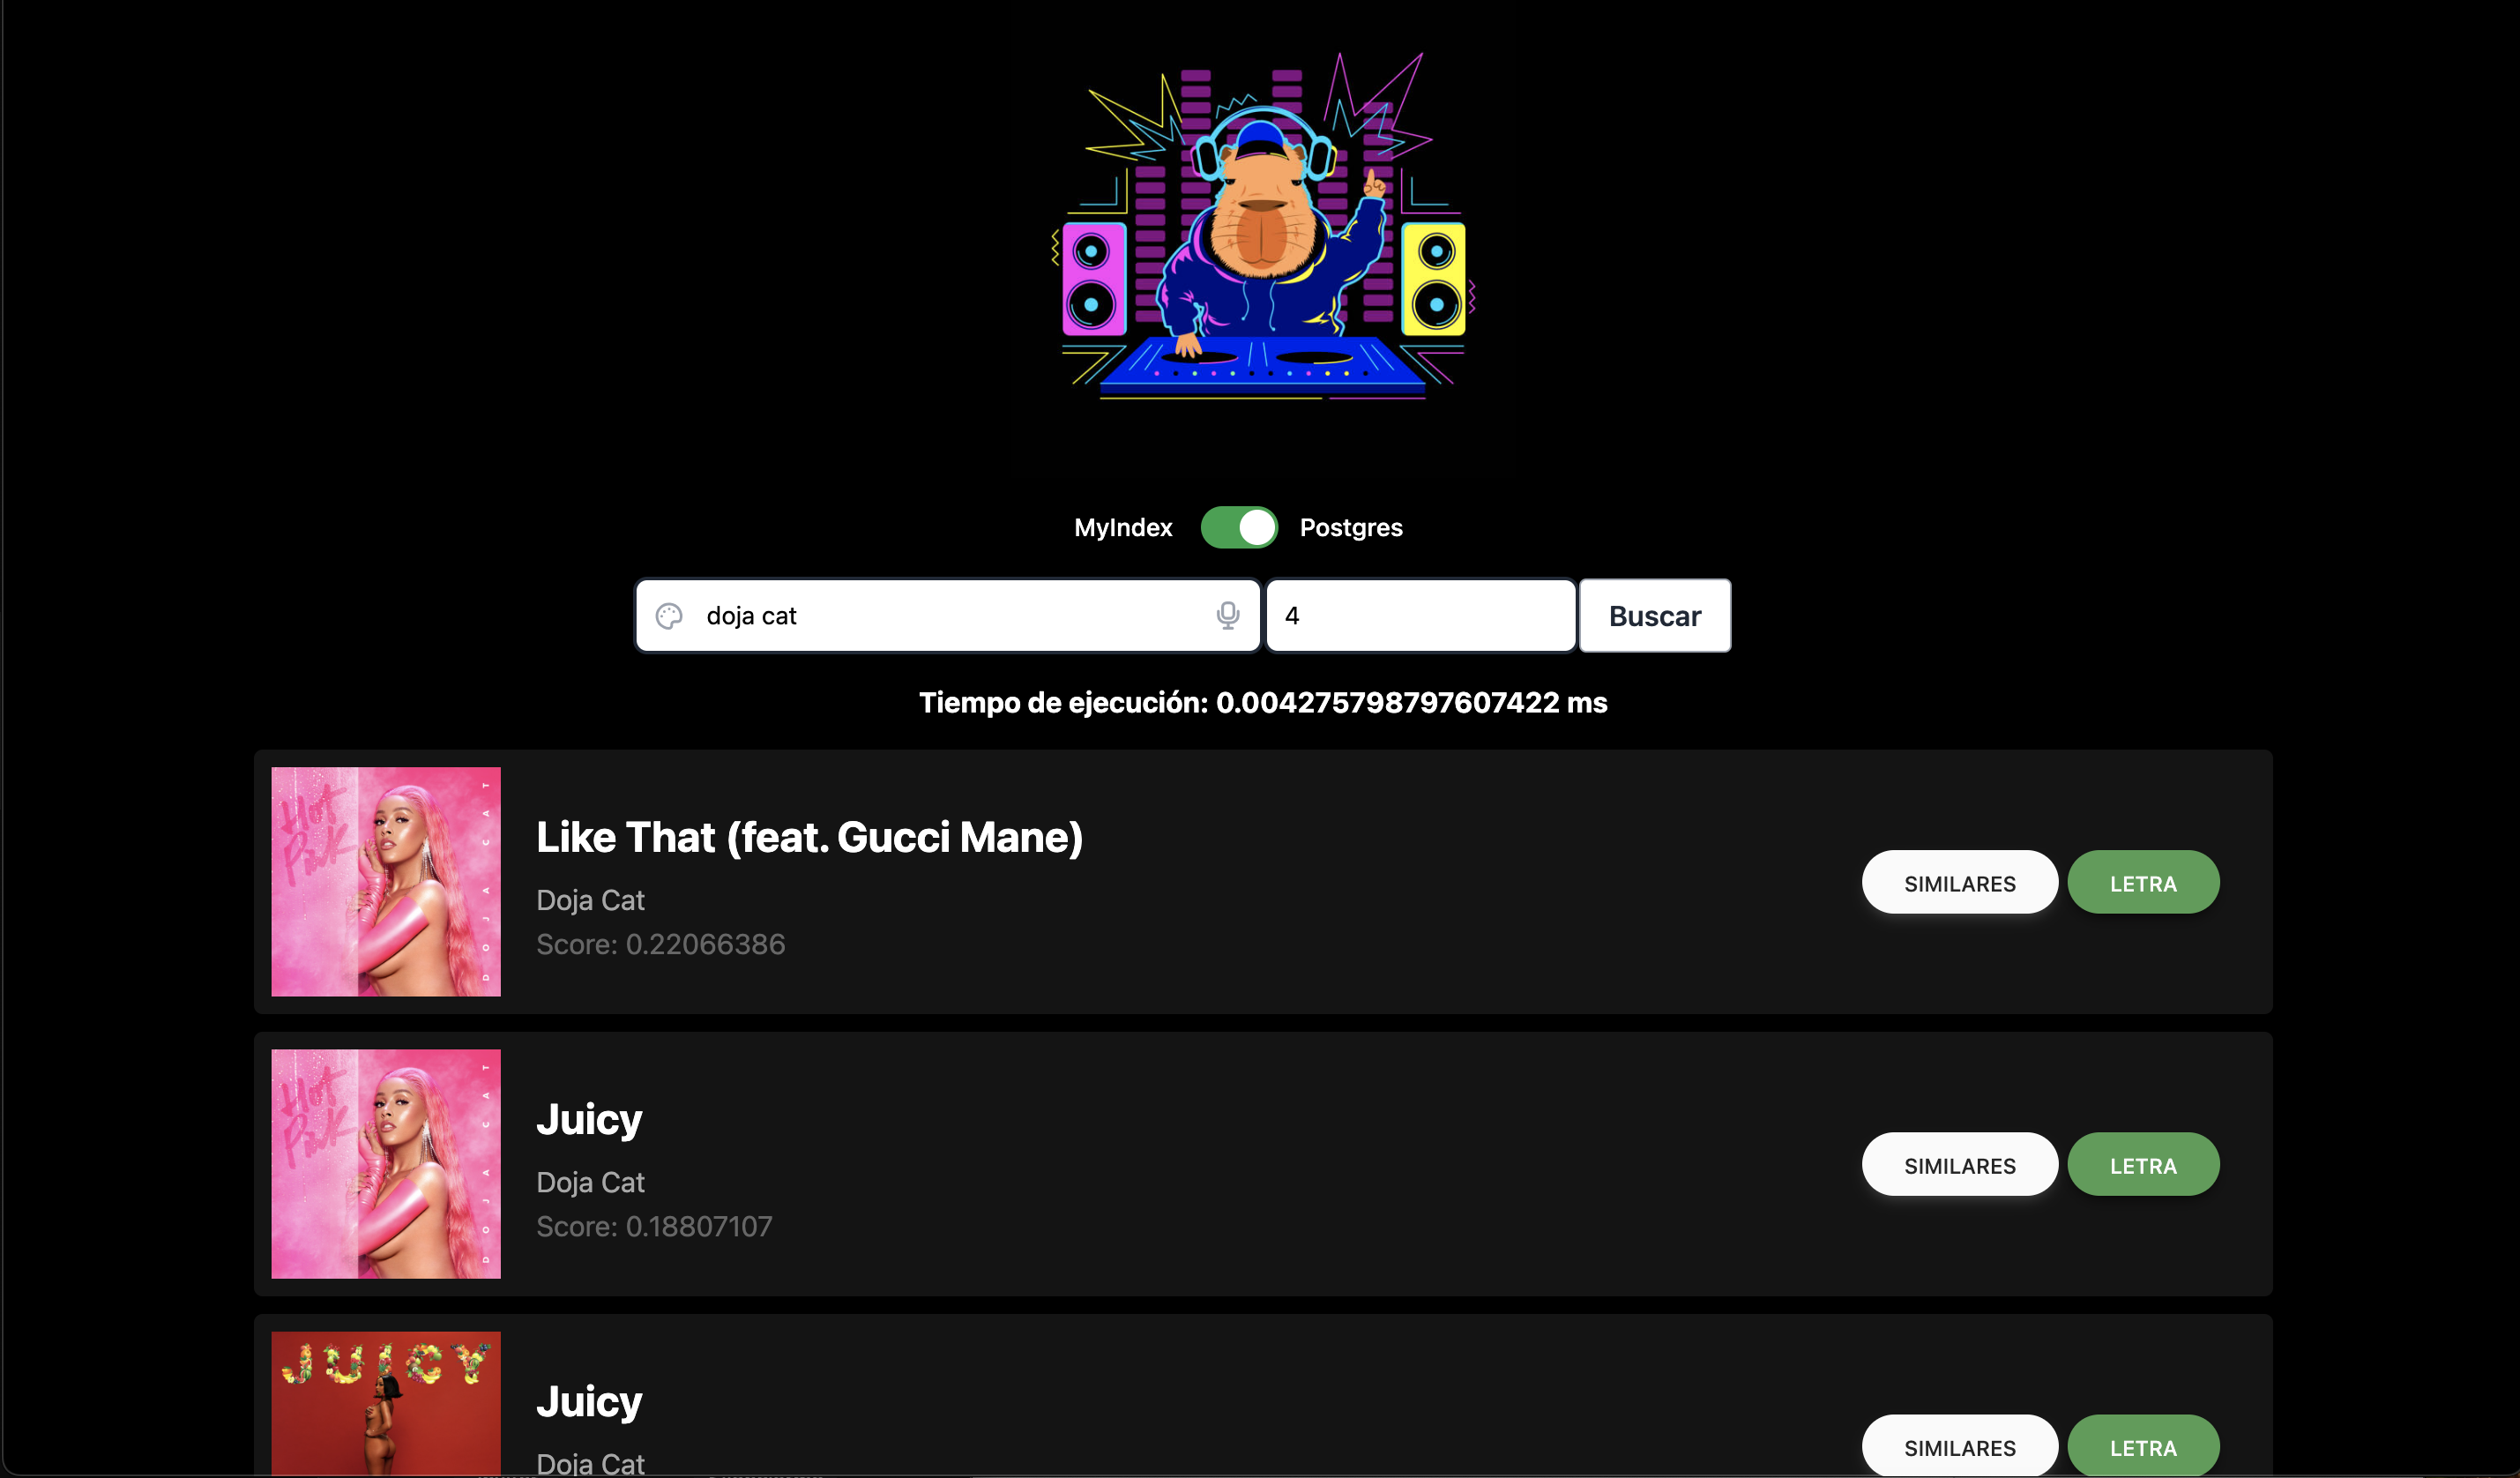 MyIndex Postgres
doja cat 4 Buscar
Tiempo de ejecución: 0.004275798797607422 ms
Hot
Pink
DOJA CAT
Like That (feat. Gucci Mane)
Doja Cat
Score: 0.22066386
SIMILARES LETRA
Hot
Pink
DOJA CAT
Juicy
Doja Cat
Score: 0.18807107
SIMILARES LETRA
JUICY
Juicy
Doja Cat
SIMILARES LETRA